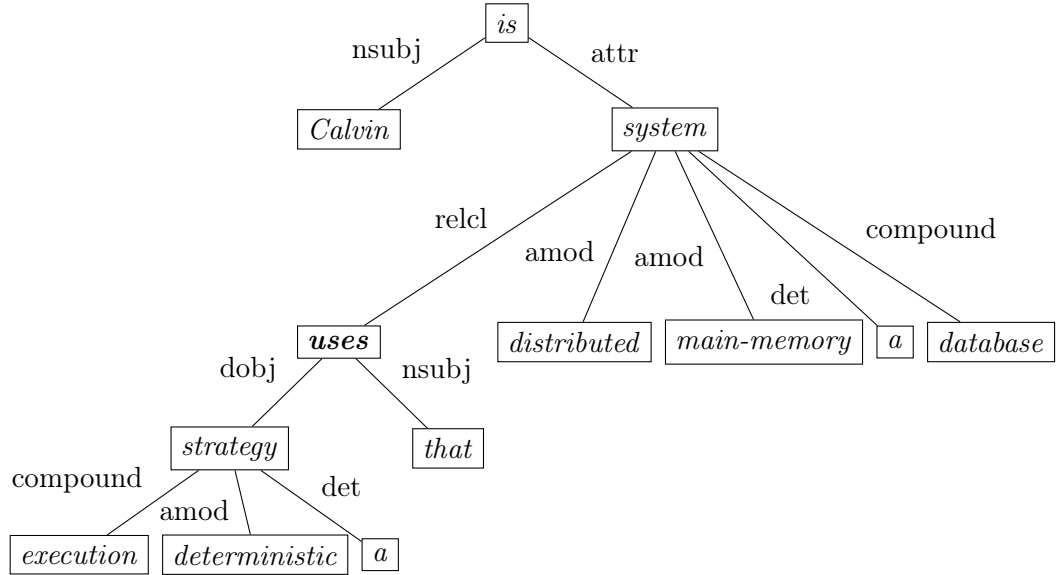 is
nsubj
attr
Calvin
system
relcl
amod
amod
det
compound
uses
distributed
main-memory
a
database
dobj
nsubj
strategy
that
compound
amod
det
execution
deterministic
a